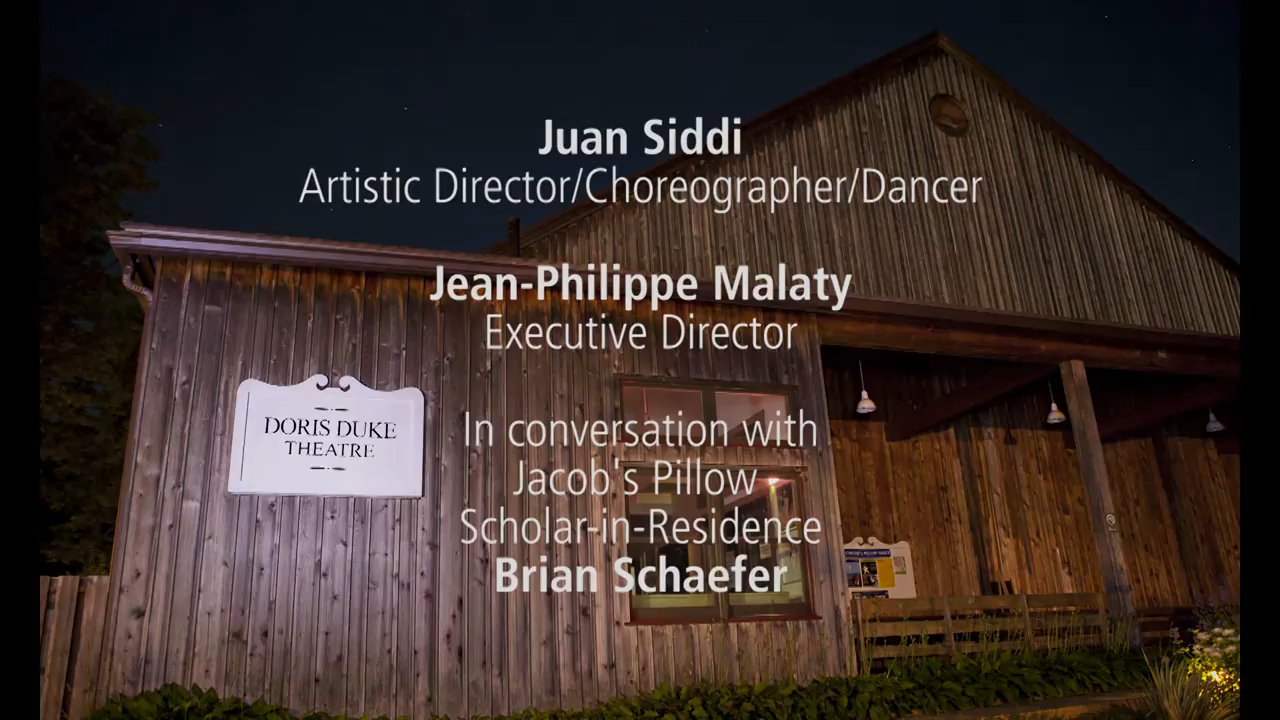 Juan Siddi
Artistic Director/Choreographer/Dancer
Jean-Philippe Malaty
Executive Director
In conversation with
Jacob's Pillow
Scholar-in-Residence
Brian Schaefer
DORIS DUKE
THEATRE